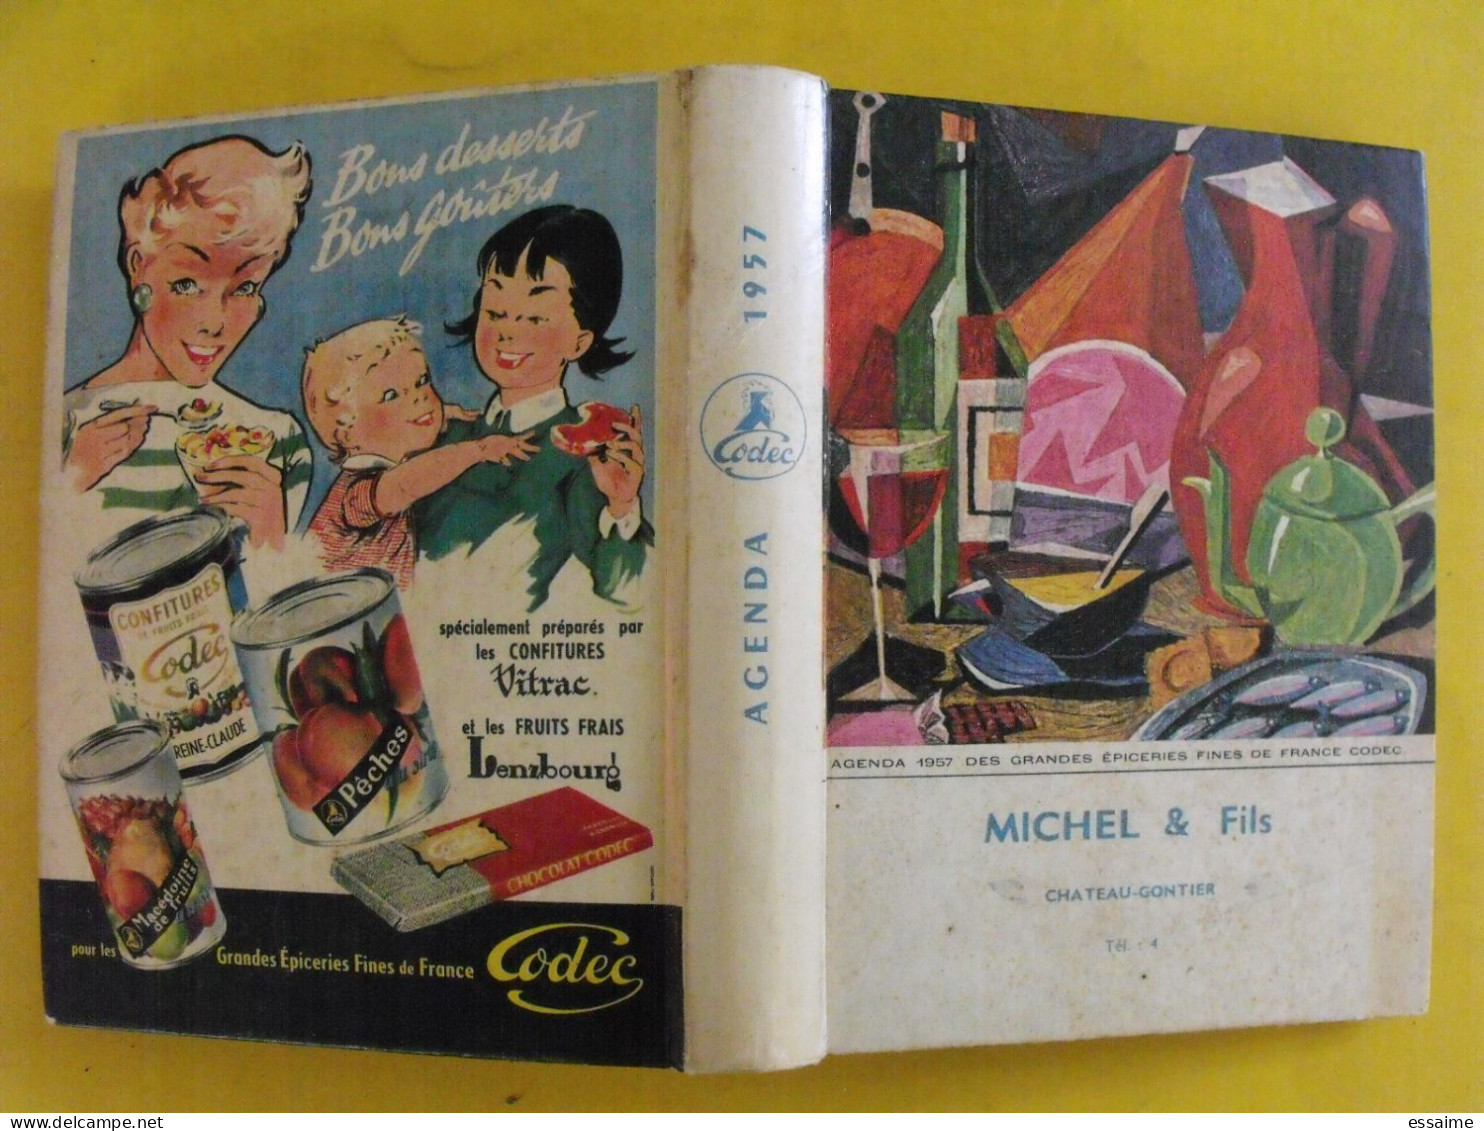 Bons desserts
Bons goûters
CONFITURES
Codec
REINE-CLAUDE
Pêches
Macédoine
de fruits
spécialement préparés par
les CONFITURES
Vitrac.
et les FRUITS FRAIS
Lenzbourg
Codec
CHOCOLAT CODEC
pour les
Grandes Épiceries Fines de France
Codec
AGENDA
Codec
1957
AGENDA 1957 DES GRANDES ÉPICERIES FINES DE FRANCE CODEC
MICHEL & Fils
CHATEAU-GONTIER
Tél. : 4
delcampe.net
essaime